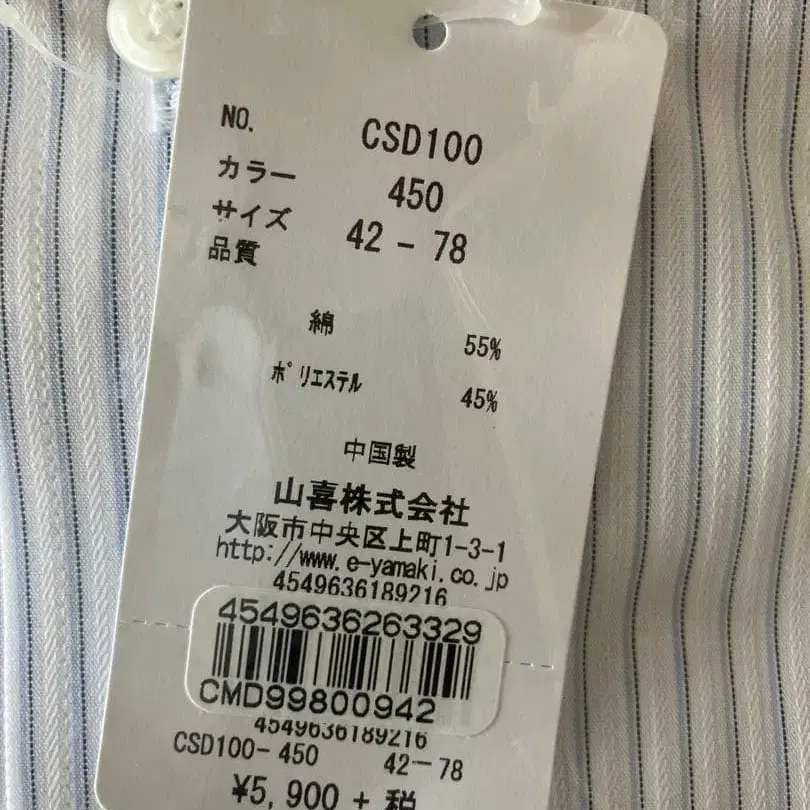 NO. CSD100
カラー 450
サイズ 42 - 78
品質
綿 55%
ポリエステル 45%
中国製
山喜株式会社
大阪市中央区上町1-3-1
http://www.e-yamaki.co.jp
4549636189216
4549636263329
CMD99800942
4549636189216
CSD100-450 42-78
¥5,900 + 税